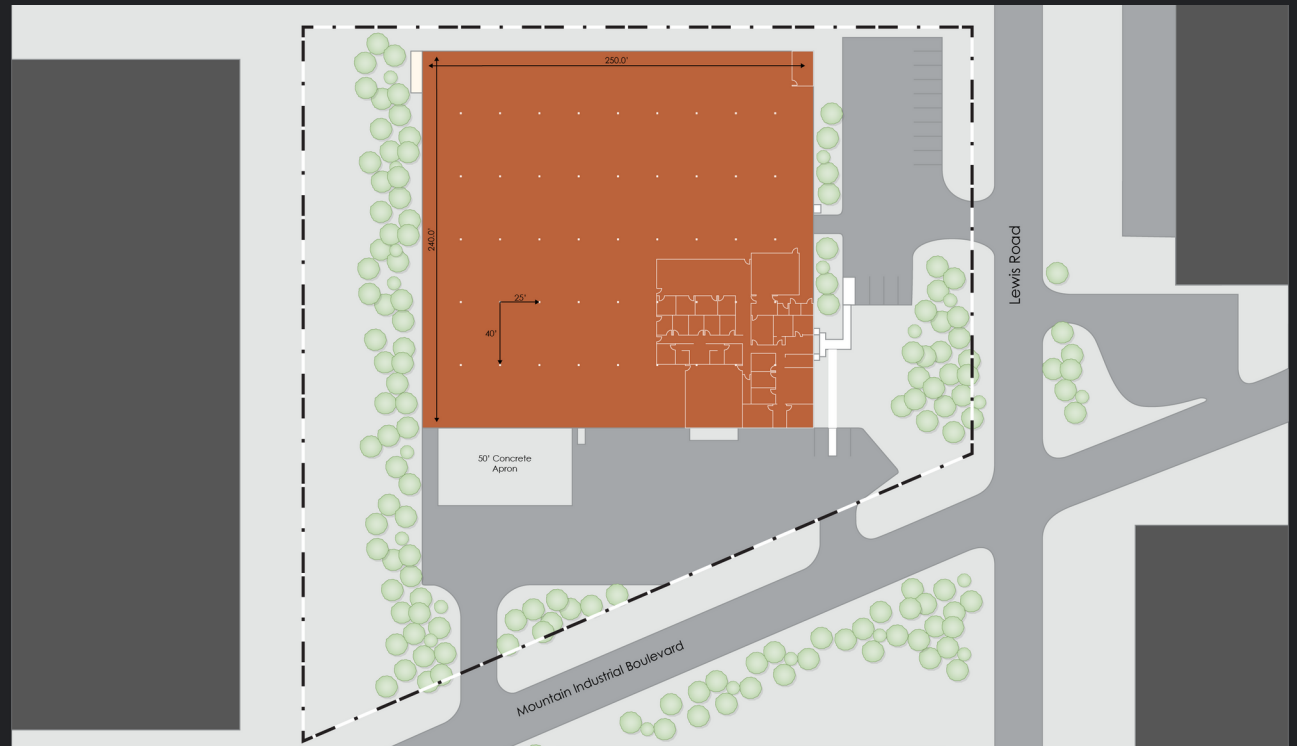 250.0'
240.0'
25'
40'
Lewis Road
50' Concrete
Apron
Mountain Industrial Boulevard